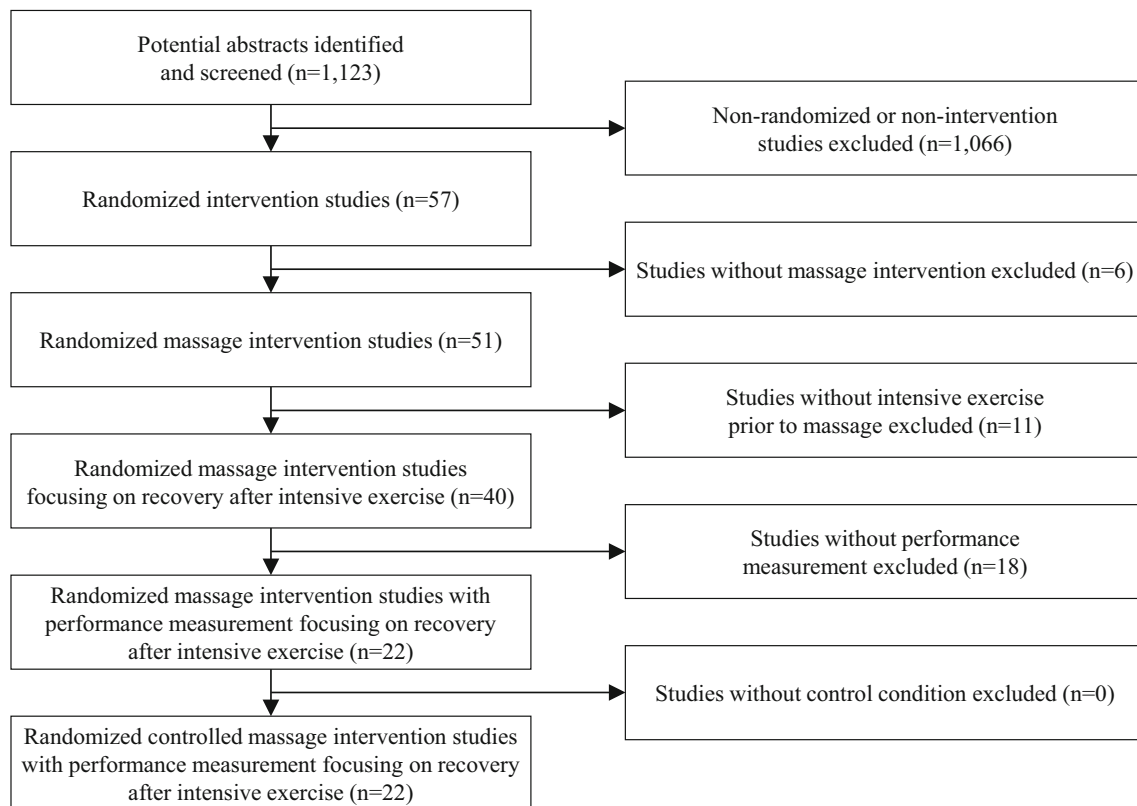 Potential abstracts identified
and screened (n=1,123)
Non-randomized or non-intervention
studies excluded (n=1,066)
Randomized intervention studies (n=57)
Studies without massage intervention excluded (n=6)
Randomized massage intervention studies (n=51)
Studies without intensive exercise
prior to massage excluded (n=11)
Randomized massage intervention studies
focusing on recovery after intensive exercise (n=40)
Studies without performance
measurement excluded (n=18)
Randomized massage intervention studies with
performance measurement focusing on recovery
after intensive exercise (n=22)
Studies without control condition excluded (n=0)
Randomized controlled massage intervention studies
with performance measurement focusing on recovery
after intensive exercise (n=22)